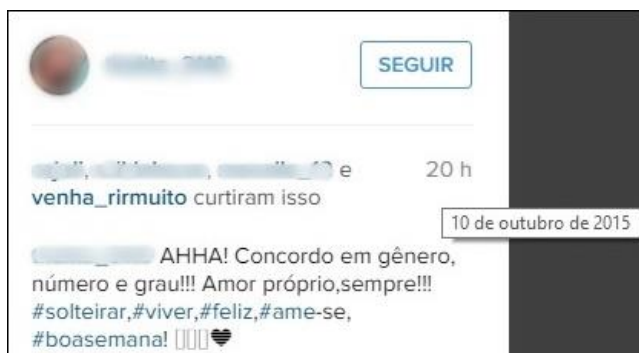 SEGUIR
e 20 h
venha_rirmuito curtiram isso
10 de outubro de 2015
AHHA! Concordo em gênero,
número e grau!!! Amor próprio,sempre!!!
#solteirar,#viver,#feliz,#ame-se,
#boasemana! ▯▯▯🖤